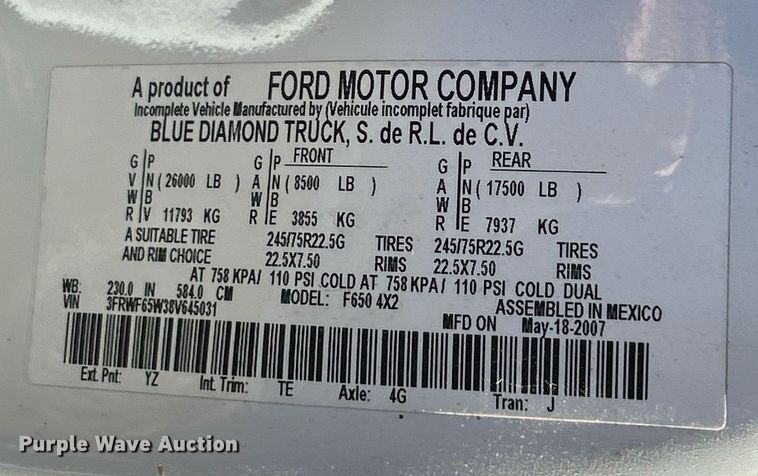 A product of FORD MOTOR COMPANY
Incomplete Vehicle Manufactured by (Vehicule incomplet fabrique par)
BLUE DIAMOND TRUCK, S. de R.L. de C.V.
G P G P FRONT G P REAR
V N (26000 LB ) A N (8500 LB ) A N (17500 LB )
W B W B W B
R V 11793 KG R E 3855 KG R E 7937 KG
A SUITABLE TIRE 245/75R22.5G TIRES 245/75R22.5G TIRES
AND RIM CHOICE 22.5X7.50 RIMS 22.5X7.50 RIMS
AT 758 KPA/ 110 PSI COLD AT 758 KPA/ 110 PSI COLD DUAL
WB: 230.0 IN 584.0 CM MODEL: F650 4X2 ASSEMBLED IN MEXICO
VIN 3FRWF65W38V645031 MFD ON May-18-2007
Ext. Pnt: YZ Int. Trim: TE Axle: 4G Tran: J
Purple Wave Auction